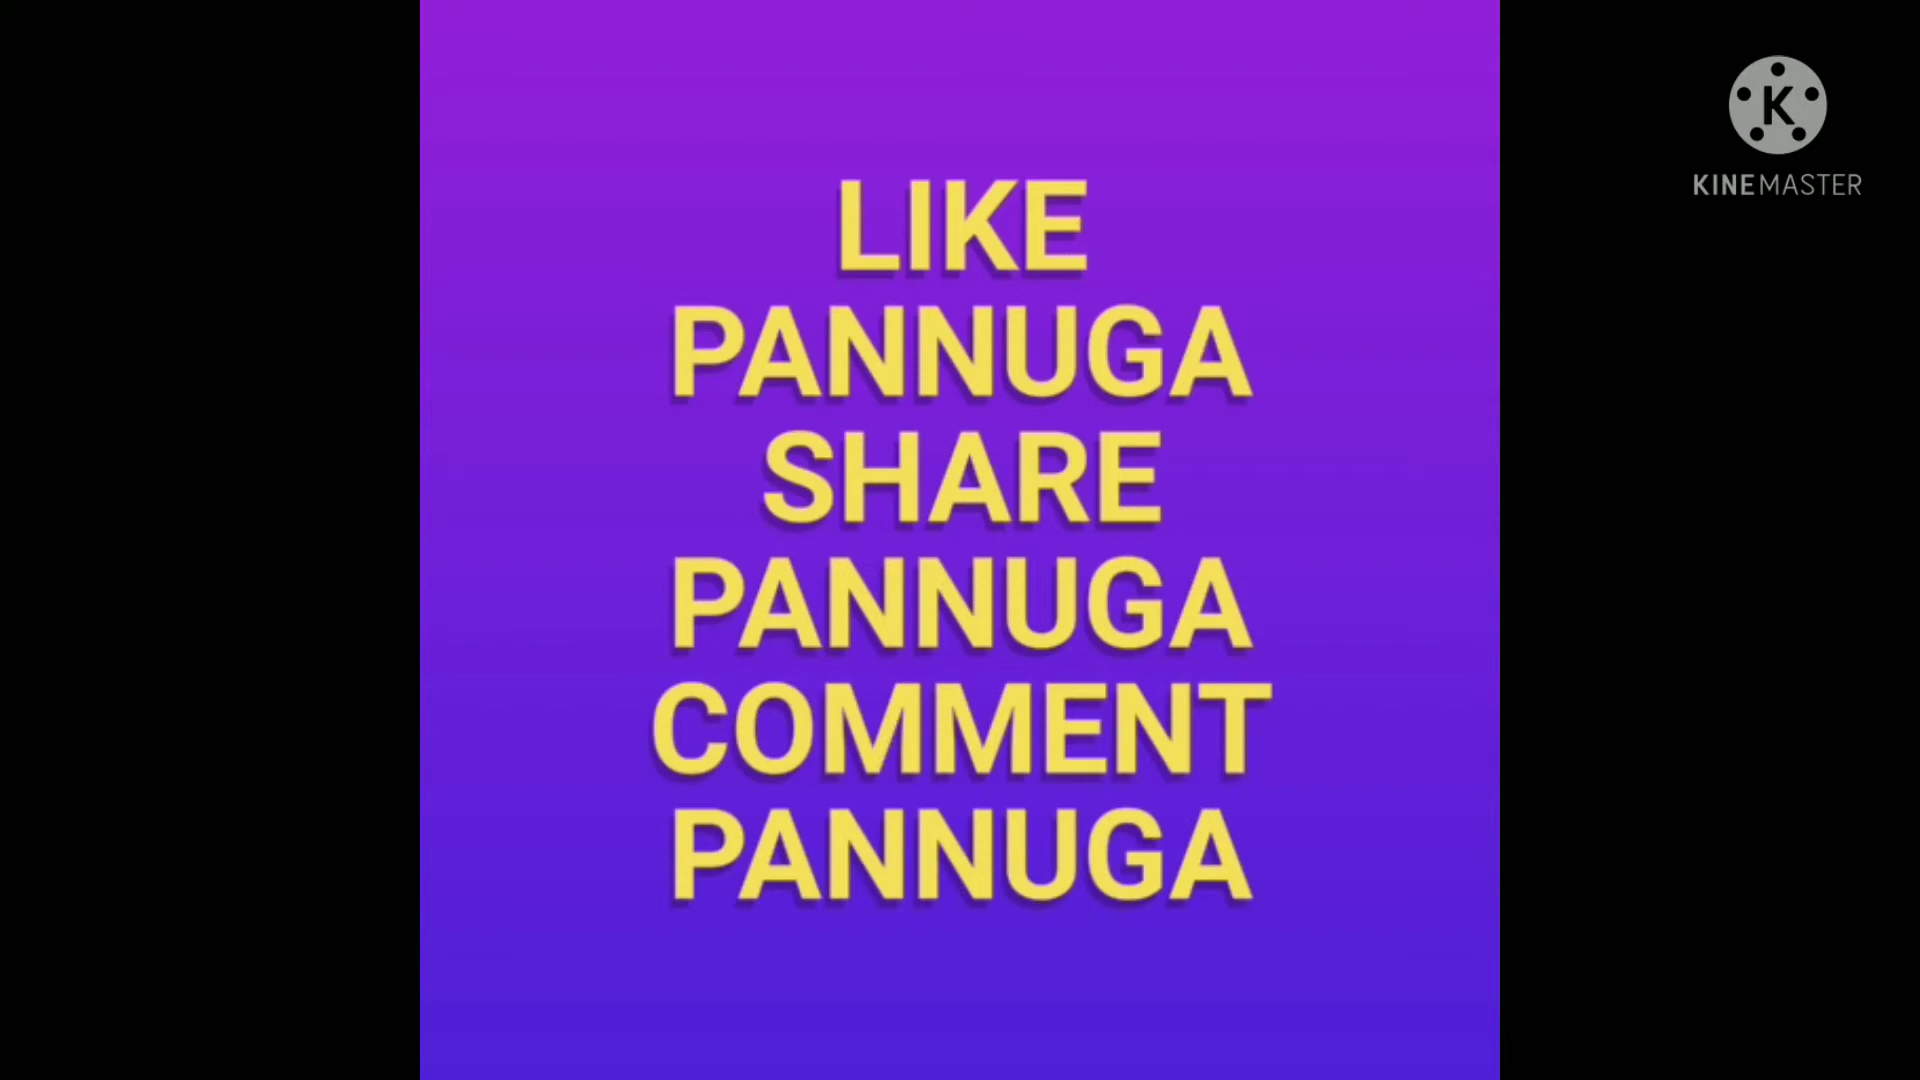 LIKE
PANNUGA
SHARE
PANNUGA
COMMENT
PANNUGA
K
KINEMASTER